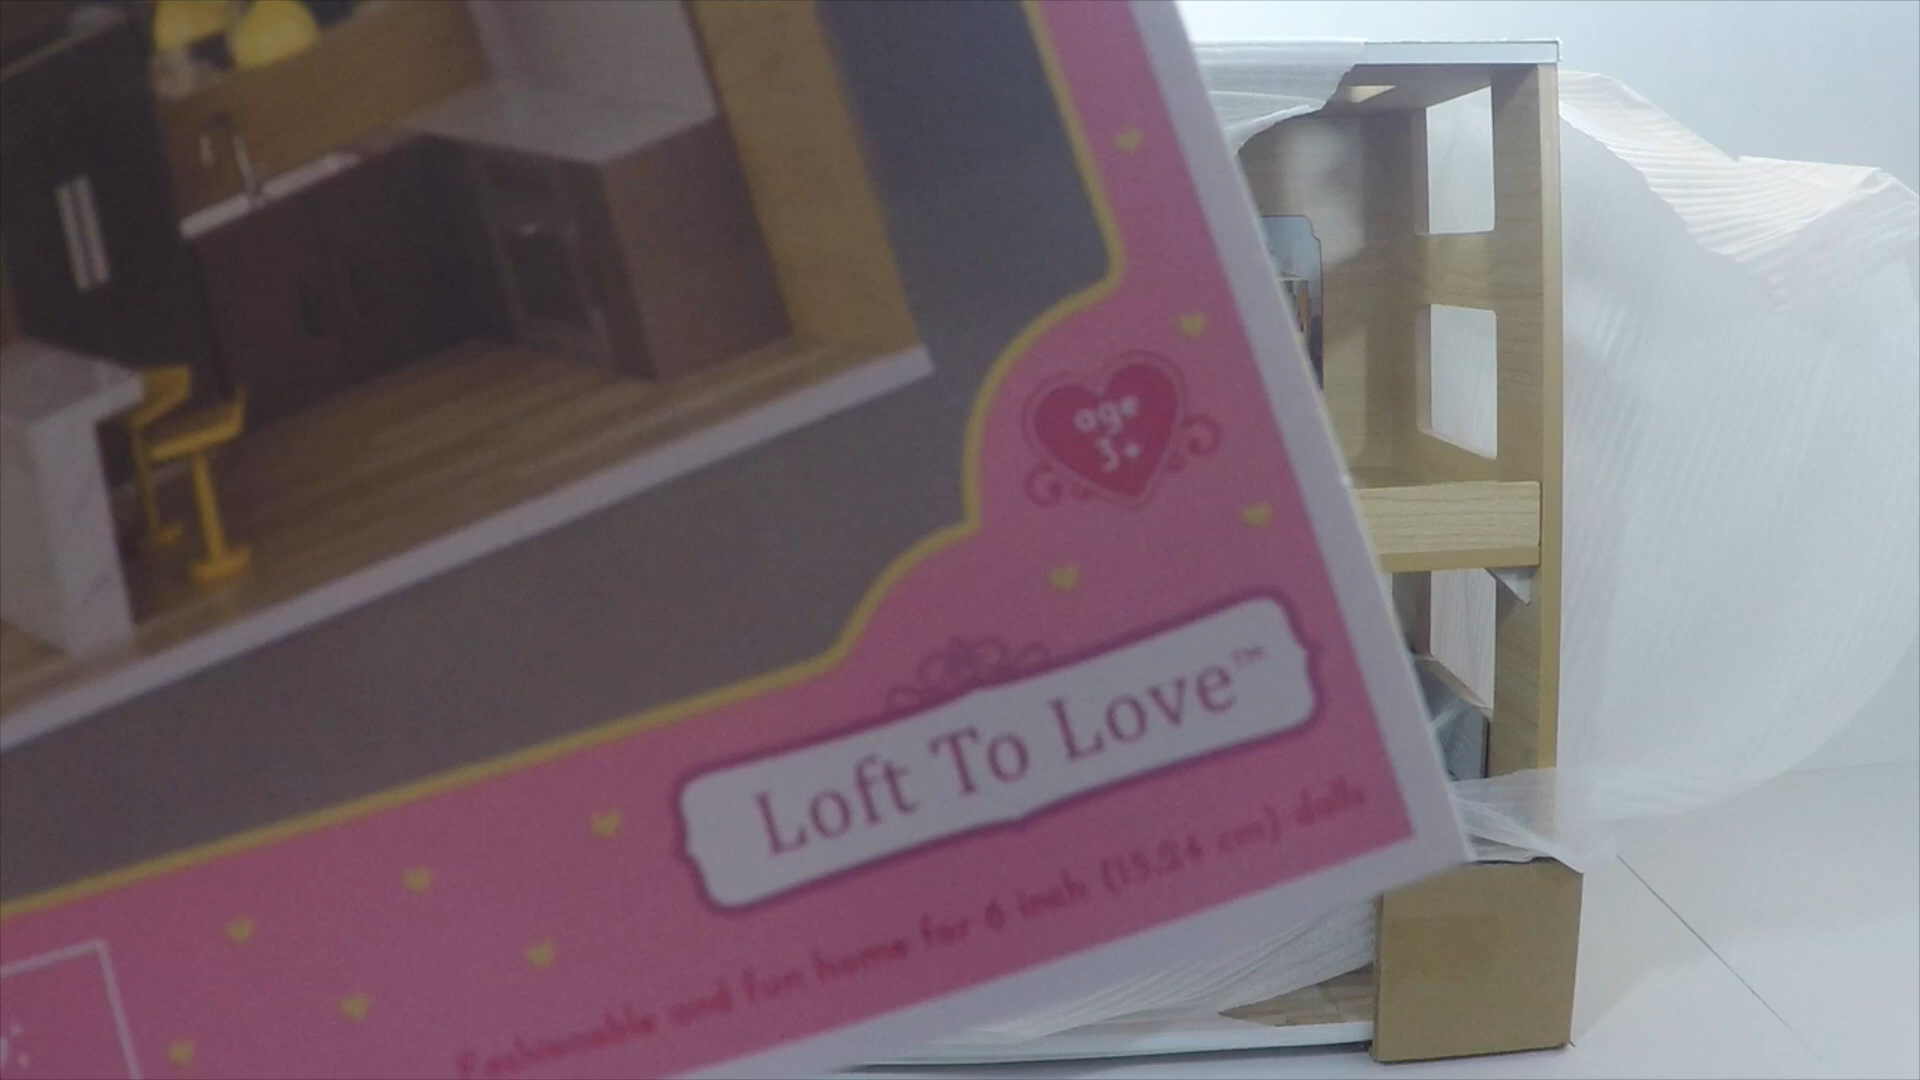 age
3+
Loft To Love™
Fashionable and fun home for 6 inch (15.24 cm) dolls